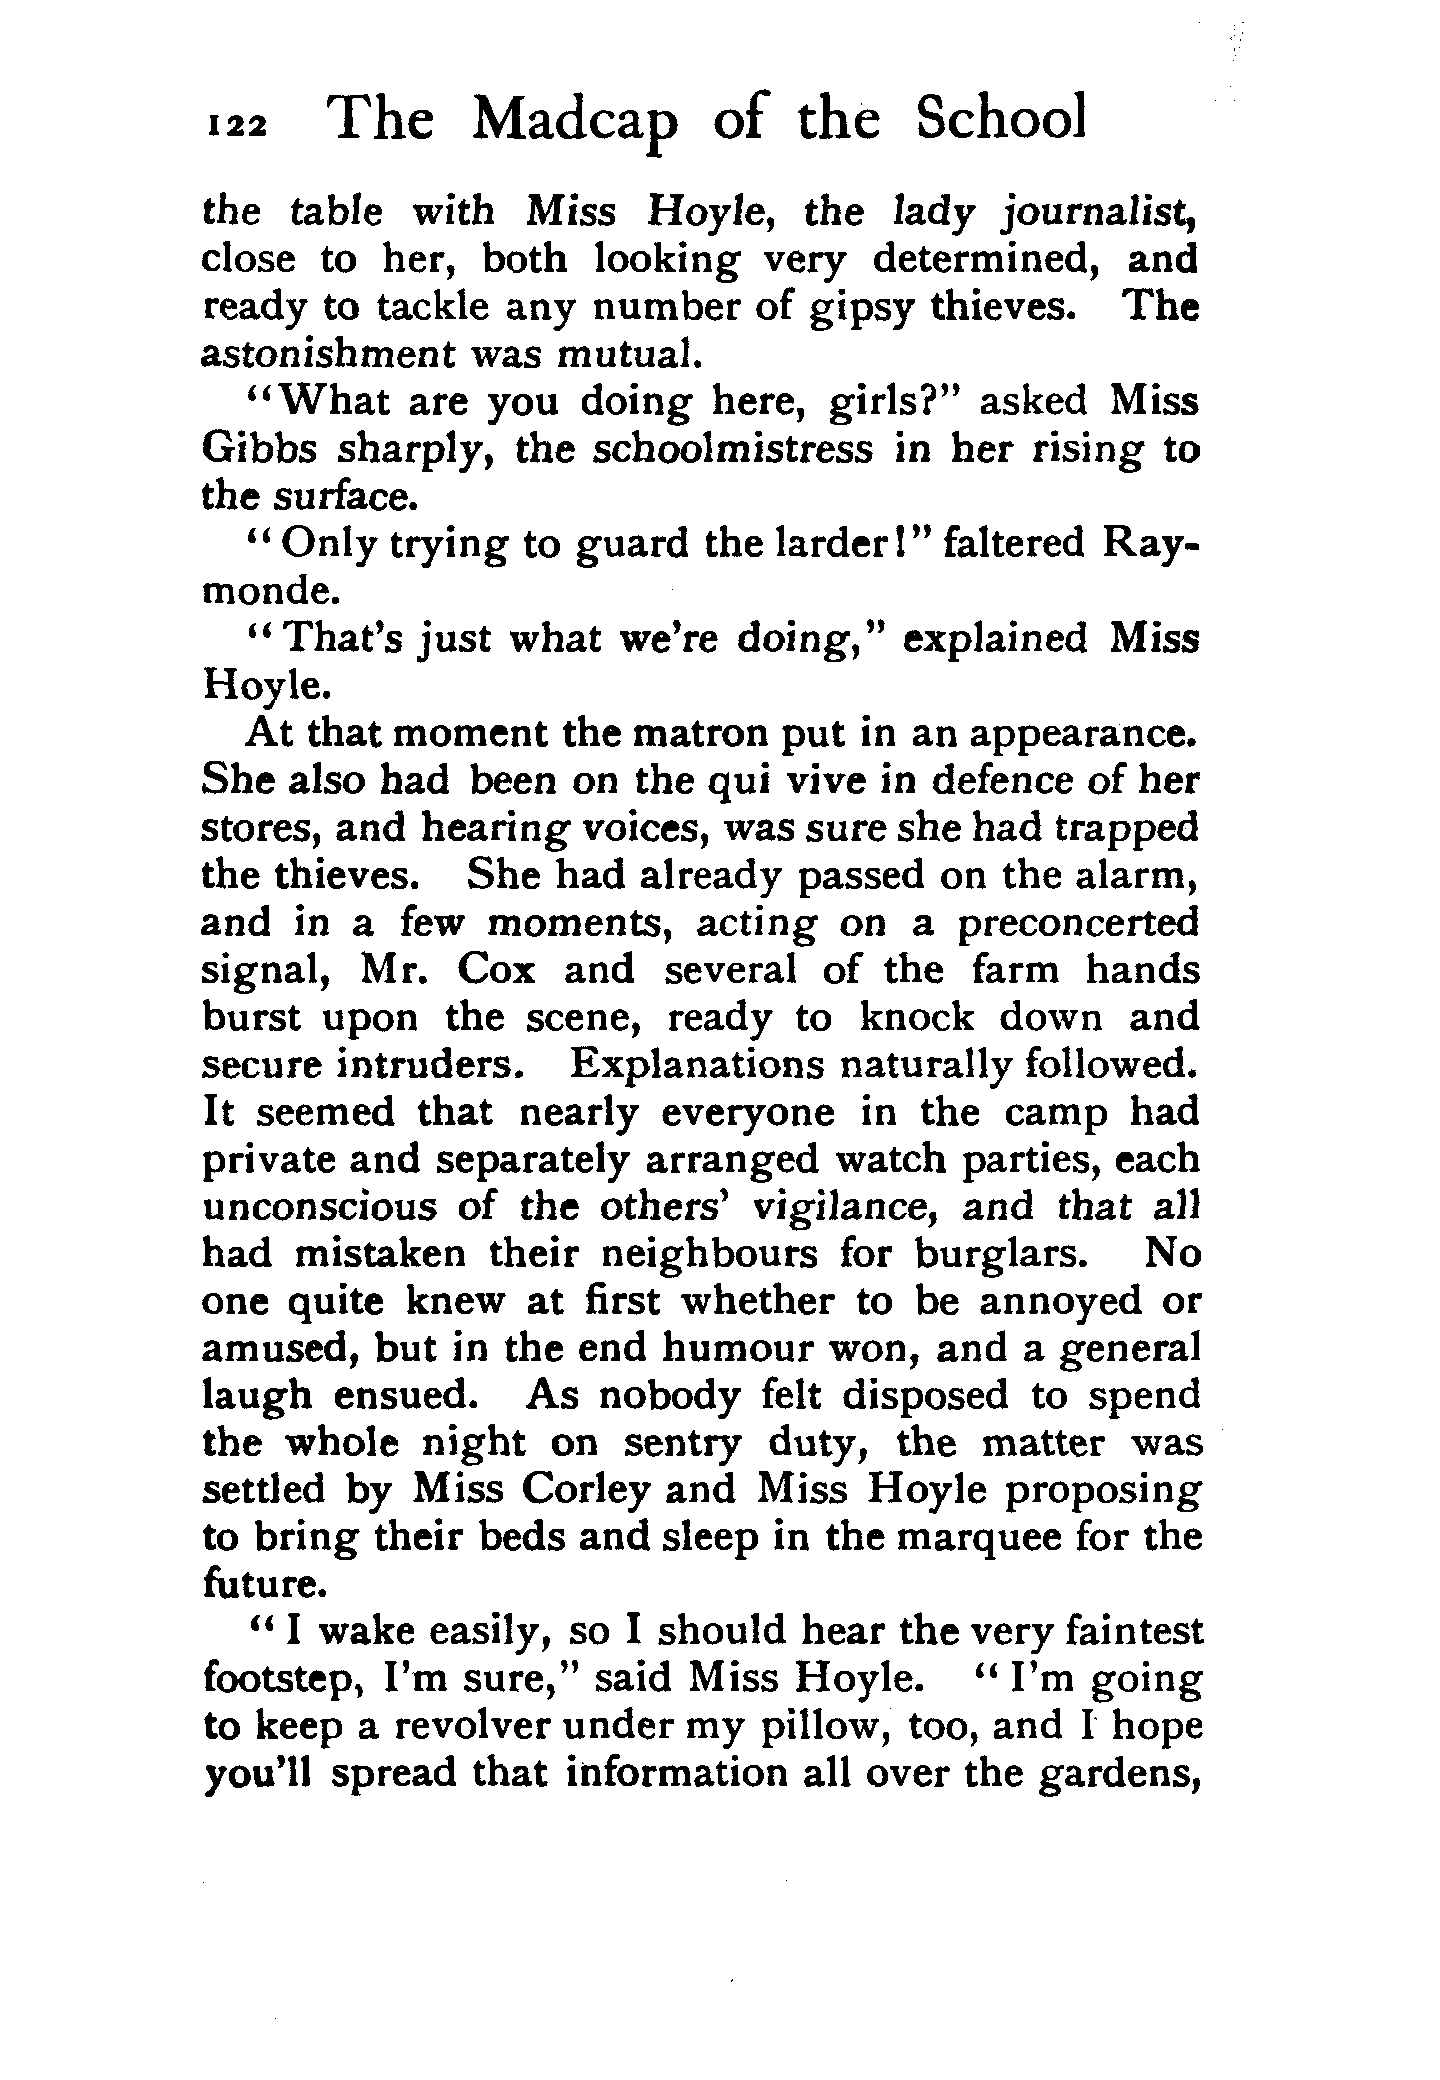 122 The Madcap of the School
the table with Miss Hoyle, the lady journalist,
close to her, both looking very determined, and
ready to tackle any number of gipsy thieves. The
astonishment was mutual.
“What are you doing here, girls?” asked Miss
Gibbs sharply, the schoolmistress in her rising to
the surface.
“Only trying to guard the larder!” faltered Ray-
monde.
“That's just what we're doing,” explained Miss
Hoyle.
At that moment the matron put in an appearance.
She also had been on the qui vive in defence of her
stores, and hearing voices, was sure she had trapped
the thieves. She had already passed on the alarm,
and in a few moments, acting on a preconcerted
signal, Mr. Cox and several of the farm hands
burst upon the scene, ready to knock down and
secure intruders. Explanations naturally followed.
It seemed that nearly everyone in the camp had
private and separately arranged watch parties, each
unconscious of the others' vigilance, and that all
had mistaken their neighbours for burglars. No
one quite knew at first whether to be annoyed or
amused, but in the end humour won, and a general
laugh ensued. As nobody felt disposed to spend
the whole night on sentry duty, the matter was
settled by Miss Corley and Miss Hoyle proposing
to bring their beds and sleep in the marquee for the
future.
“I wake easily, so I should hear the very faintest
footstep, I'm sure,” said Miss Hoyle. “I'm going
to keep a revolver under my pillow, too, and I hope
you'll spread that information all over the gardens,